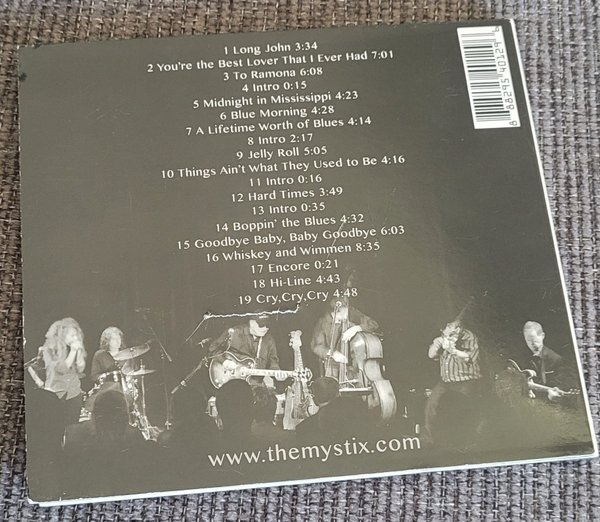 1 Long John 3:34
2 You're the Best Lover That I Ever Had 7:01
3 To Ramona 6:08
4 Intro 0:15
5 Midnight in Mississippi 4:23
6 Blue Morning 4:28
7 A Lifetime Worth of Blues 4:14
8 Intro 2:17
9 Jelly Roll 5:05
10 Things Ain't What They Used to Be 4:16
11 Intro 0:16
12 Hard Times 3:49
13 Intro 0:35
14 Boppin' the Blues 4:32
15 Goodbye Baby, Baby Goodbye 6:03
16 Whiskey and Wimmen 8:35
17 Encore 0:21
18 Hi-Line 4:43
19 Cry,Cry,Cry 4:48
www.themystix.com
8 88295 40129 6